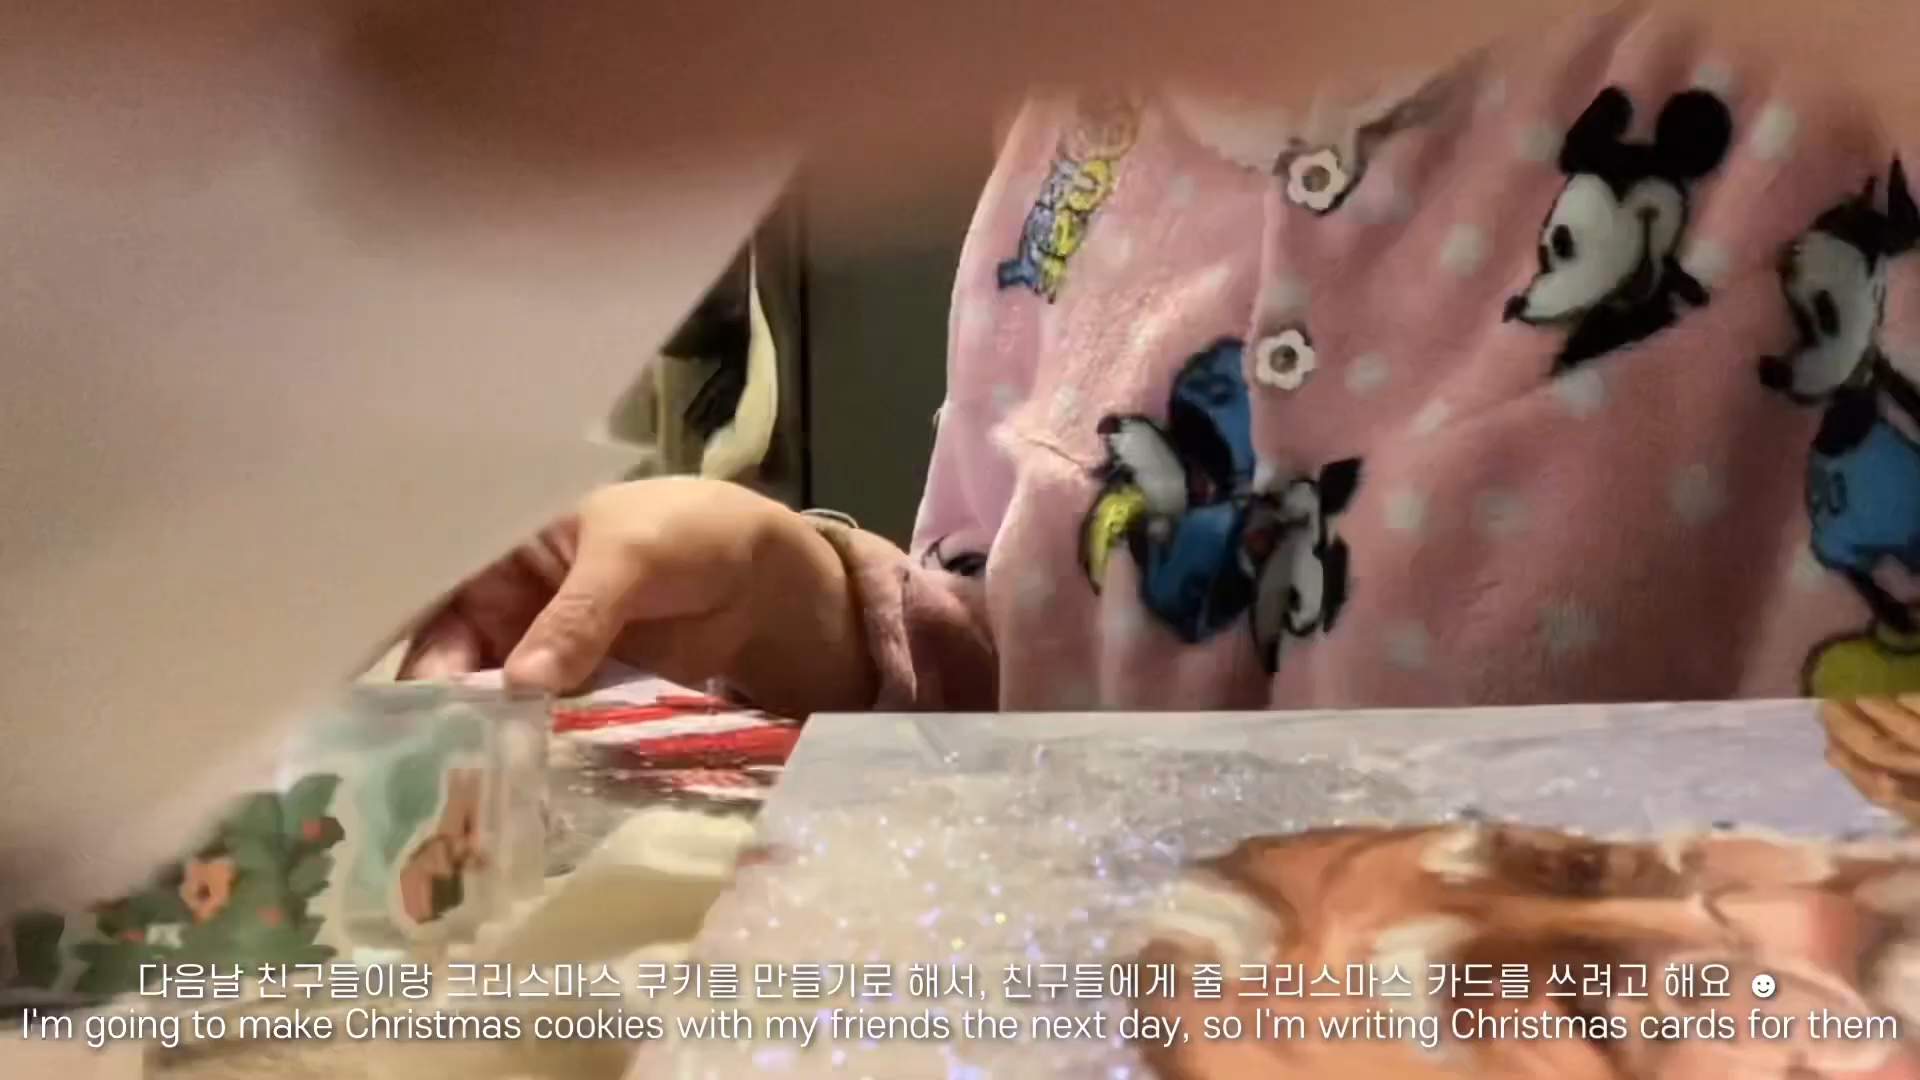 다음날 친구들이랑 크리스마스 쿠키를 만들기로 해서, 친구들에게 줄 크리스마스 카드를 쓰려고 해요 ☻
I'm going to make Christmas cookies with my friends the next day, so I'm writing Christmas cards for them